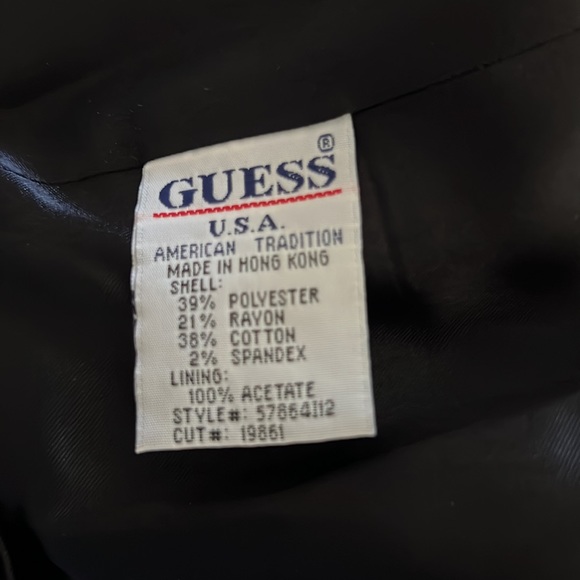 GUESS®
U.S.A.
AMERICAN TRADITION
MADE IN HONG KONG
SHELL:
39% POLYESTER
21% RAYON
38% COTTON
2% SPANDEX
LINING:
100% ACETATE
STYLE#: 57864112
CUT#: 19861